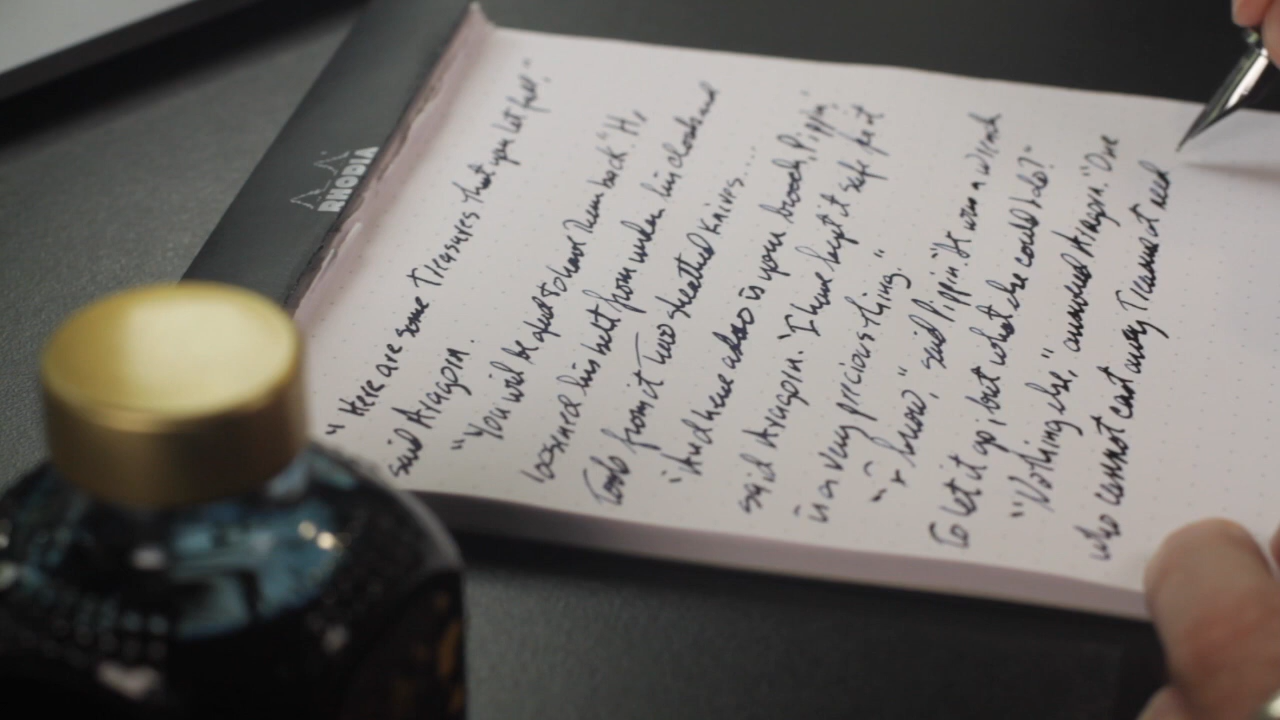 RHODIA
"Here are some Treasures that you let fall."
said Aragorn.
"You will be glad to have them back." He
loosened his belt from under his cloak and
Took from it Two sheathed knives....
"And here also is your brooch, Pippin,"
said Aragorn. "I have kept it safe for it
is a very precious thing."
"I know," said Pippin. "It was a wrench
To let it go, but what else could I do?"
"Nothing else," answered Aragorn. "One
who cannot cast away Treasure at need